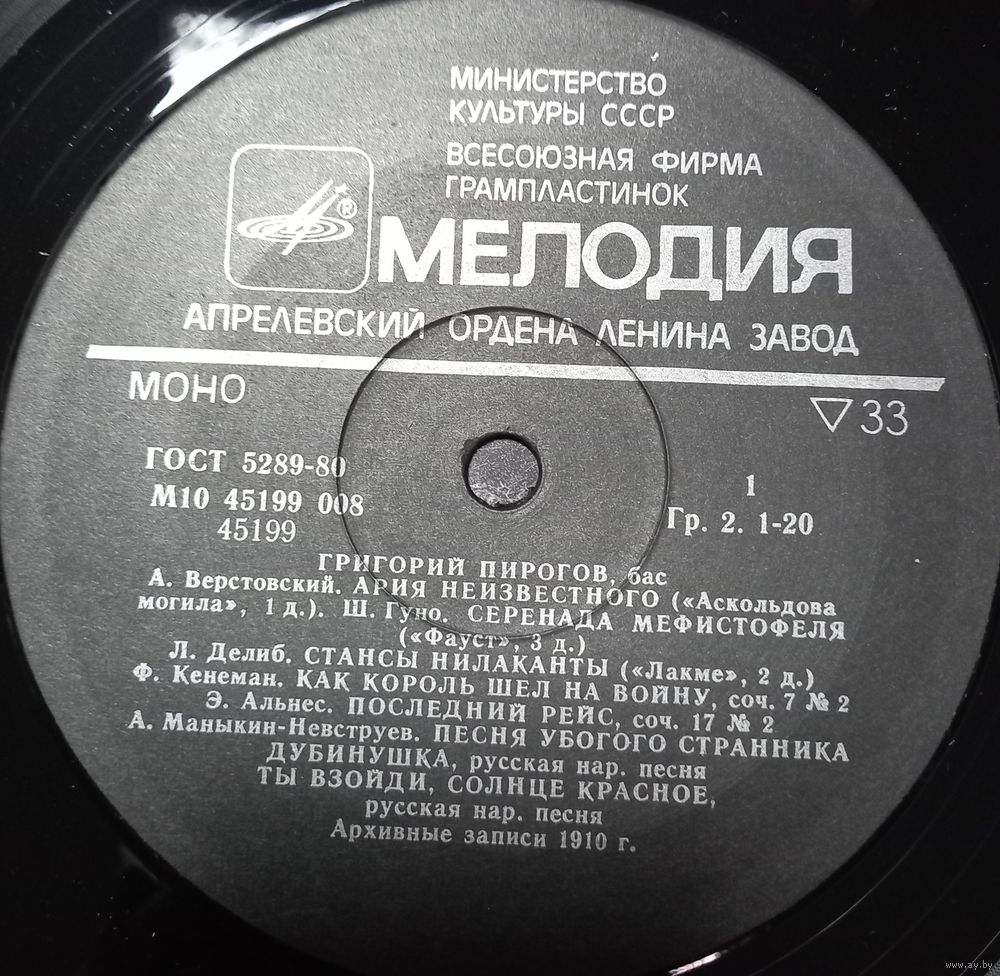 МИНИСТЕРСТВО
КУЛЬТУРЫ СССР
ВСЕСОЮЗНАЯ ФИРМА
ГРАМПЛАСТИНОК
®
МЕЛОДИЯ
АПРЕЛЕВСКИЙ ОРДЕНА ЛЕНИНА ЗАВОД
МОНО
▽33
ГОСТ 5289-80
М10 45199 008
45199
1
Гр. 2. 1-20
ГРИГОРИЙ ПИРОГОВ, бас
А. Верстовский. АРИЯ НЕИЗВЕСТНОГО («Аскольдова
могила», 1 д.). Ш. Гуно. СЕРЕНАДА МЕФИСТОФЕЛЯ
(«Фауст», 3 д.)
Л. Делиб. СТАНСЫ НИЛАКАНТЫ («Лакме», 2 д.)
Ф. Кенеман. КАК КОРОЛЬ ШЕЛ НА ВОЙНУ, соч. 7 № 2
Э. Альнес. ПОСЛЕДНИЙ РЕЙС, соч. 17 № 2
А. Маныкин-Невструев. ПЕСНЯ УБОГОГО СТРАННИКА
ДУБИНУШКА, русская нар. песня
ТЫ ВЗОЙДИ, СОЛНЦЕ КРАСНОЕ,
русская нар. песня
Архивные записи 1910 г.
www.ay.by